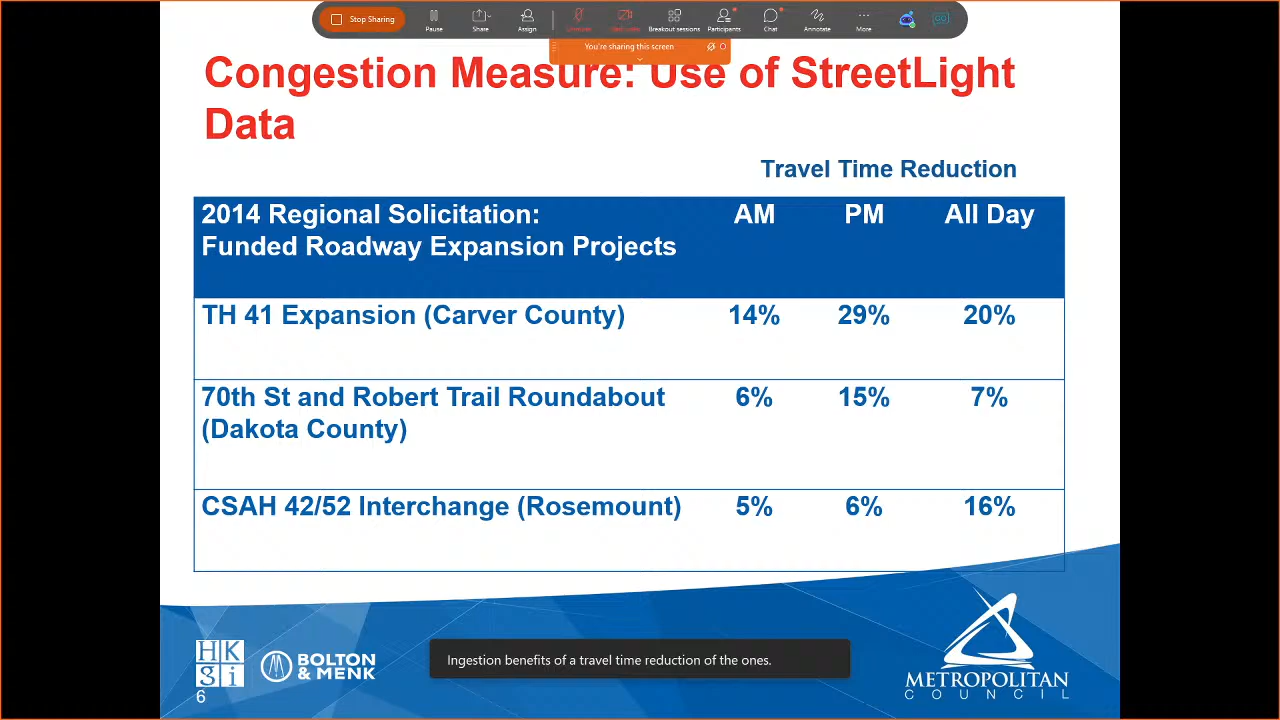 Stop Sharing
Pause
Share
Assign
Breakout sessions
Participants
Chat
Annotate
More
You're sharing this screen
Congestion Measure: Use of StreetLight
Data
Travel Time Reduction
2014 Regional Solicitation: AM PM All Day
Funded Roadway Expansion Projects
TH 41 Expansion (Carver County) 14% 29% 20%
70th St and Robert Trail Roundabout 6% 15% 7%
(Dakota County)
CSAH 42/52 Interchange (Rosemount) 5% 6% 16%
HK
gi
BOLTON
& MENK
6
Ingestion benefits of a travel time reduction of the ones.
METROPOLITAN
COUNCIL